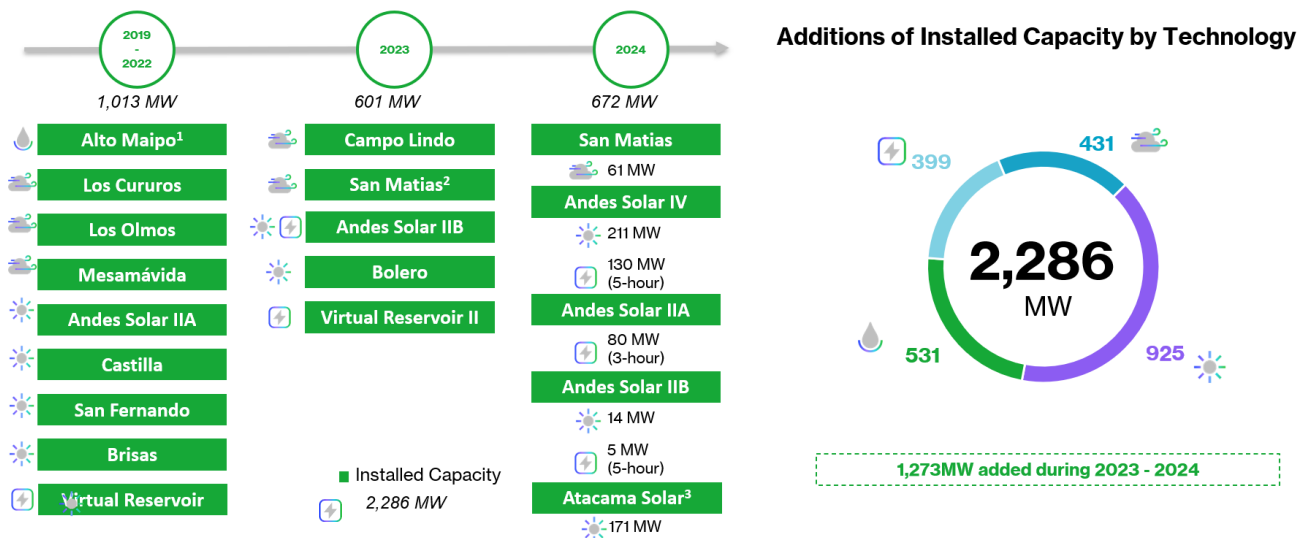 2019
-
2022
2023
2024
1,013 MW
601 MW
672 MW
Alto Maipo¹
Los Cururos
Los Olmos
Mesamávida
Andes Solar IIA
Castilla
San Fernando
Brisas
Virtual Reservoir
Campo Lindo
San Matias²
Andes Solar IIB
Bolero
Virtual Reservoir II
Installed Capacity
2,286 MW
San Matias
61 MW
Andes Solar IV
211 MW
130 MW
(5-hour)
Andes Solar IIA
80 MW
(3-hour)
Andes Solar IIB
14 MW
5 MW
(5-hour)
Atacama Solar³
171 MW
Additions of Installed Capacity by Technology
399
431
2,286
MW
531
925
1,273MW added during 2023 - 2024